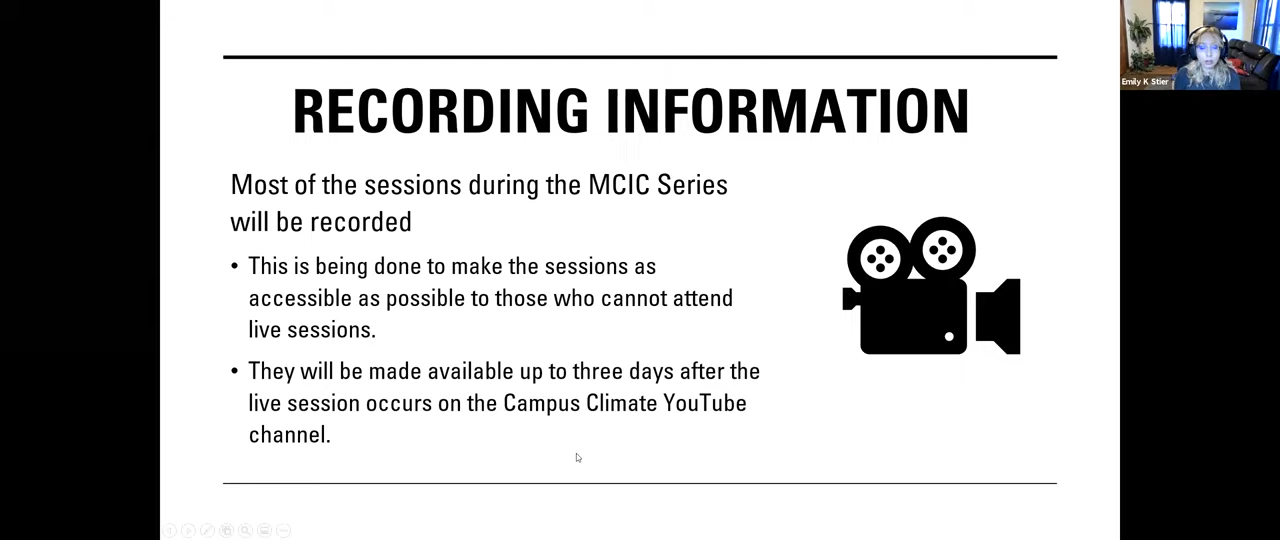 RECORDING INFORMATION
Most of the sessions during the MCIC Series
will be recorded
• This is being done to make the sessions as
accessible as possible to those who cannot attend
live sessions.
• They will be made available up to three days after the
live session occurs on the Campus Climate YouTube
channel.
Emily K Stier